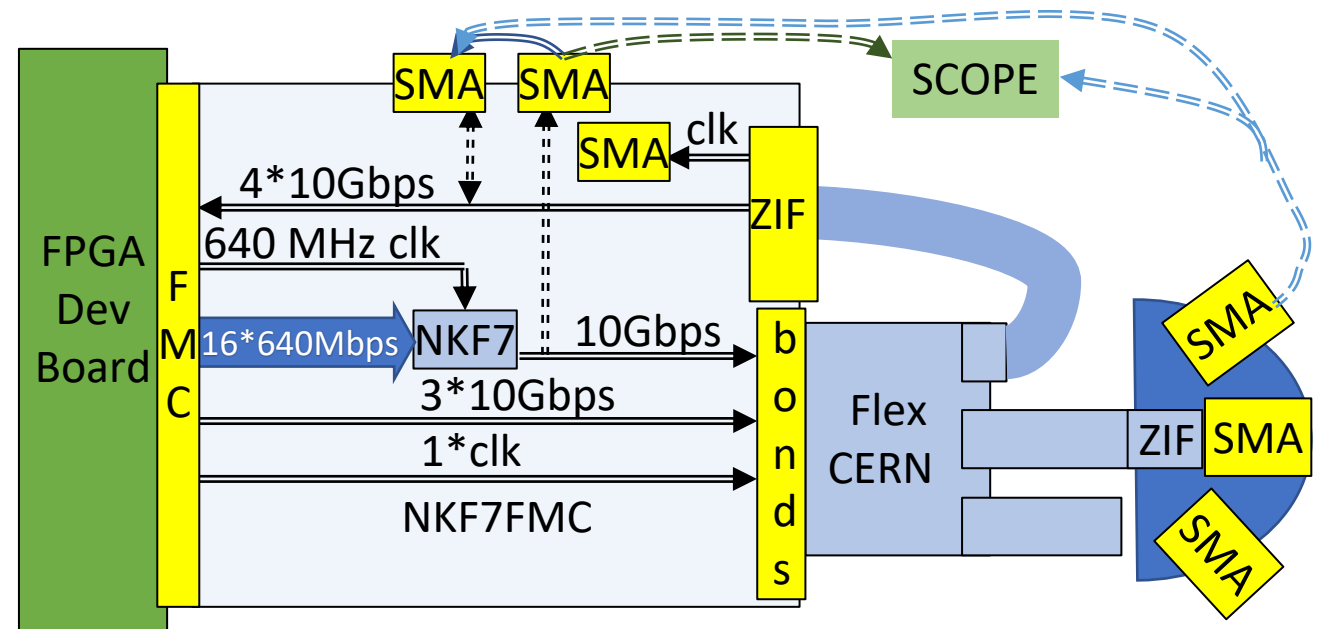 SMA
SMA
SCOPE
SMA
clk
4*10Gbps
ZIF
640 MHz clk
FPGA
Dev
Board
F
M
C
16*640Mbps
NKF7
10Gbps
3*10Gbps
1*clk
NKF7FMC
b
o
n
d
s
Flex
CERN
ZIF
SMA
SMA
SMA